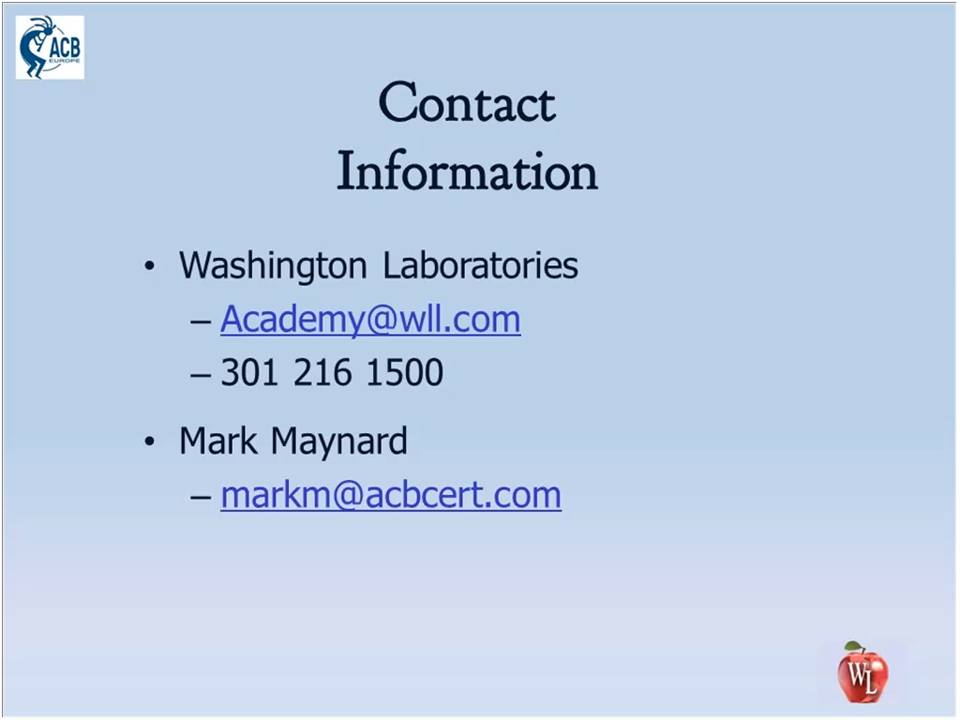 ACB
EUROPE
Contact
Information
• Washington Laboratories
– Academy@wll.com
– 301 216 1500
• Mark Maynard
– markm@acbcert.com
WL